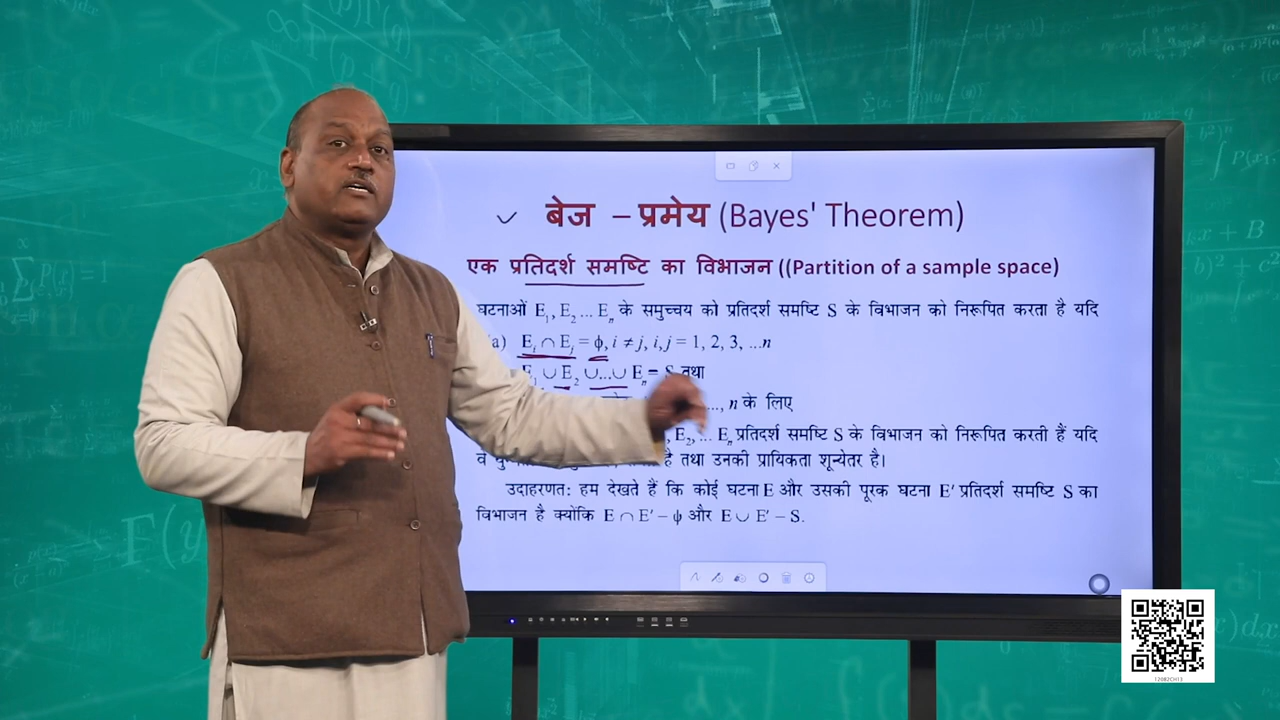 बेज – प्रमेय (Bayes' Theorem)
एक प्रतिदर्श समष्टि का विभाजन ((Partition of a sample space)
घटनाओं E₁, E₂ ... Eₙ के समुच्चय को प्रतिदर्श समष्टि S के विभाजन को निरूपित करता है यदि
a) Eᵢ ∩ Eⱼ = ϕ, i ≠ j, i, j = 1, 2, 3, ...n
E₁ ∪ E₂ ∪...∪ Eₙ = S तथा
..., n के लिए
, E₂,... Eₙ प्रतिदर्श समष्टि S के विभाजन को निरूपित करती हैं यदि
वे है तथा उनकी प्रायिकता शून्येतर है।
उदाहरणत: हम देखते हैं कि कोई घटना E और उसकी पूरक घटना E′ प्रतिदर्श समष्टि S का
विभाजन है क्योंकि E ∩ E′ – ϕ और E ∪ E′ – S.
12082CH13